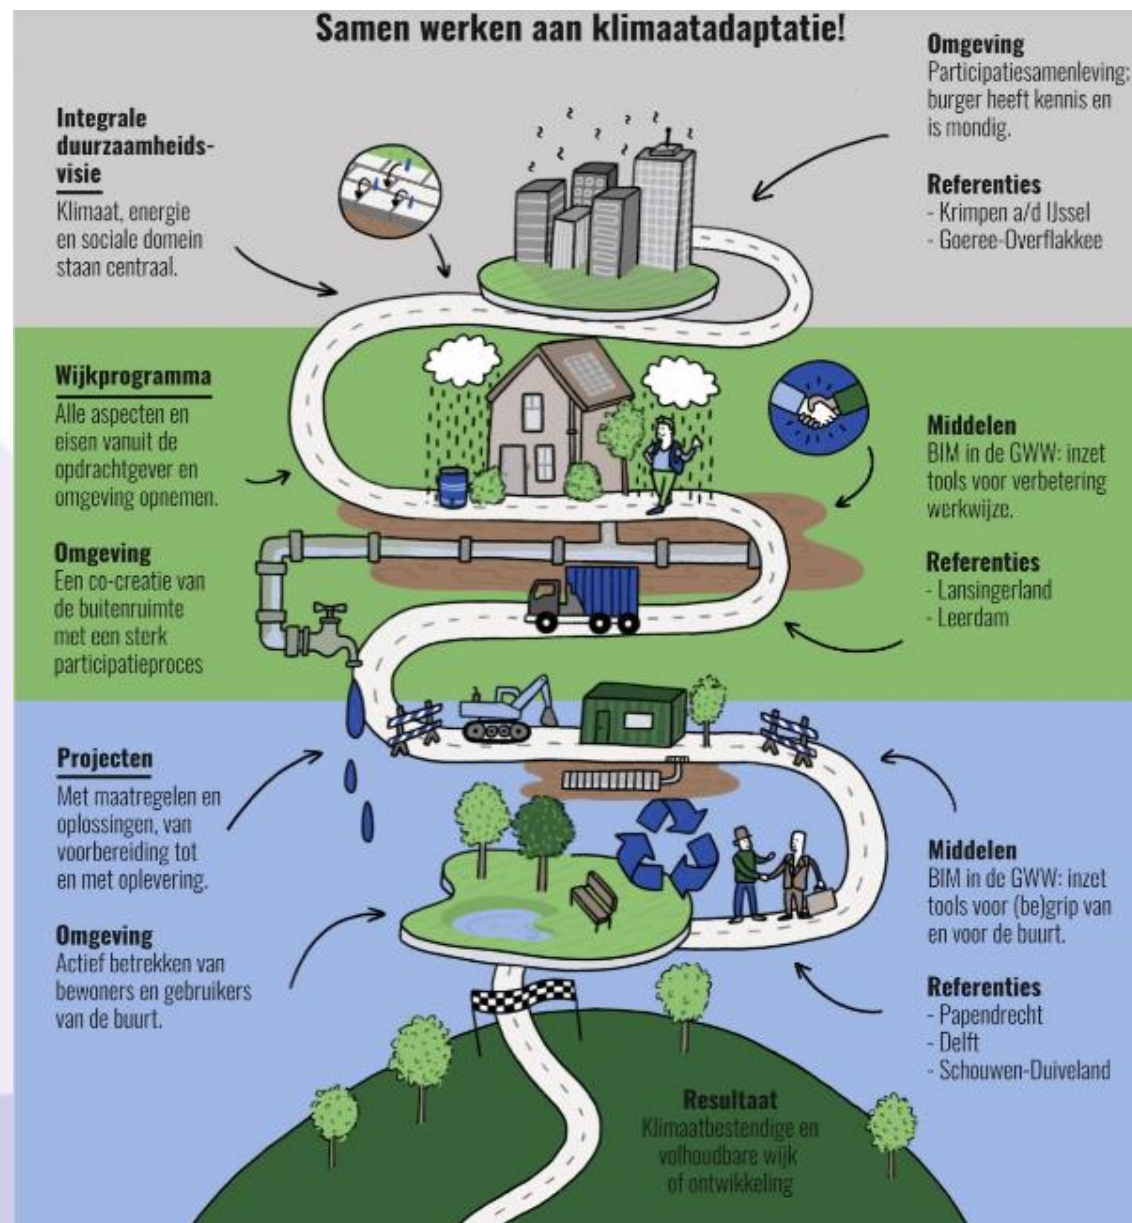 Samen werken aan klimaatadaptatie!
Integrale
duurzaamheids-
visie
Klimaat, energie
en sociale domein
staan centraal.
Omgeving
Participatiesamenleving;
burger heeft kennis en
is mondig.
Referenties
- Krimpen a/d IJssel
- Goeree-Overflakkee
Wijkprogramma
Alle aspecten en
eisen vanuit de
opdrachtgever en
omgeving opnemen.
Omgeving
Een co-creatie van
de buitenruimte
met een sterk
participatieproces
Middelen
BIM in de GWW: inzet
tools voor verbetering
werkwijze.
Referenties
- Lansingerland
- Leerdam
Projecten
Met maatregelen en
oplossingen, van
voorbereiding tot
en met oplevering.
Omgeving
Actief betrekken van
bewoners en gebruikers
van de buurt.
Middelen
BIM in de GWW: inzet
tools voor (be)grip van
en voor de buurt.
Referenties
- Papendrecht
- Delft
- Schouwen-Duiveland
Resultaat
Klimaatbestendige en
volhoudbare wijk
of ontwikkeling